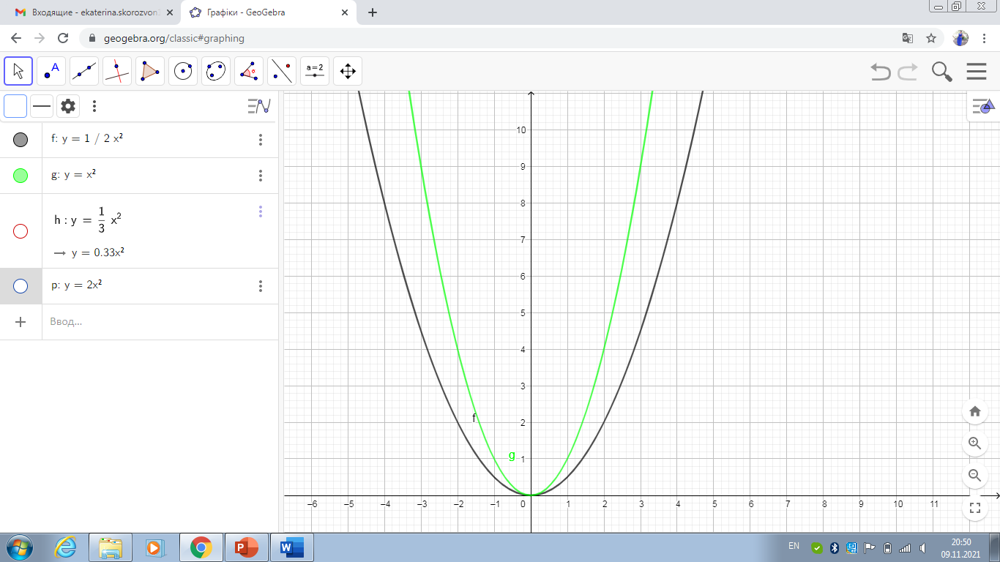 Входящие - ekaterina.skorozvon
Графіки - GeoGebra
geogebra.org/classic#graphing
A
a=2
f: y = 1 / 2 x²
g: y = x²
h : y = 1/3 x²
→ y = 0.33x²
p: y = 2x²
+ Ввод...
10
9
8
7
6
5
4
3
2
1
f
g
–6 –5 –4 –3 –2 –1 0 1 2 3 4 5 6 7 8 9 10 11
EN
20:50
09.11.2021